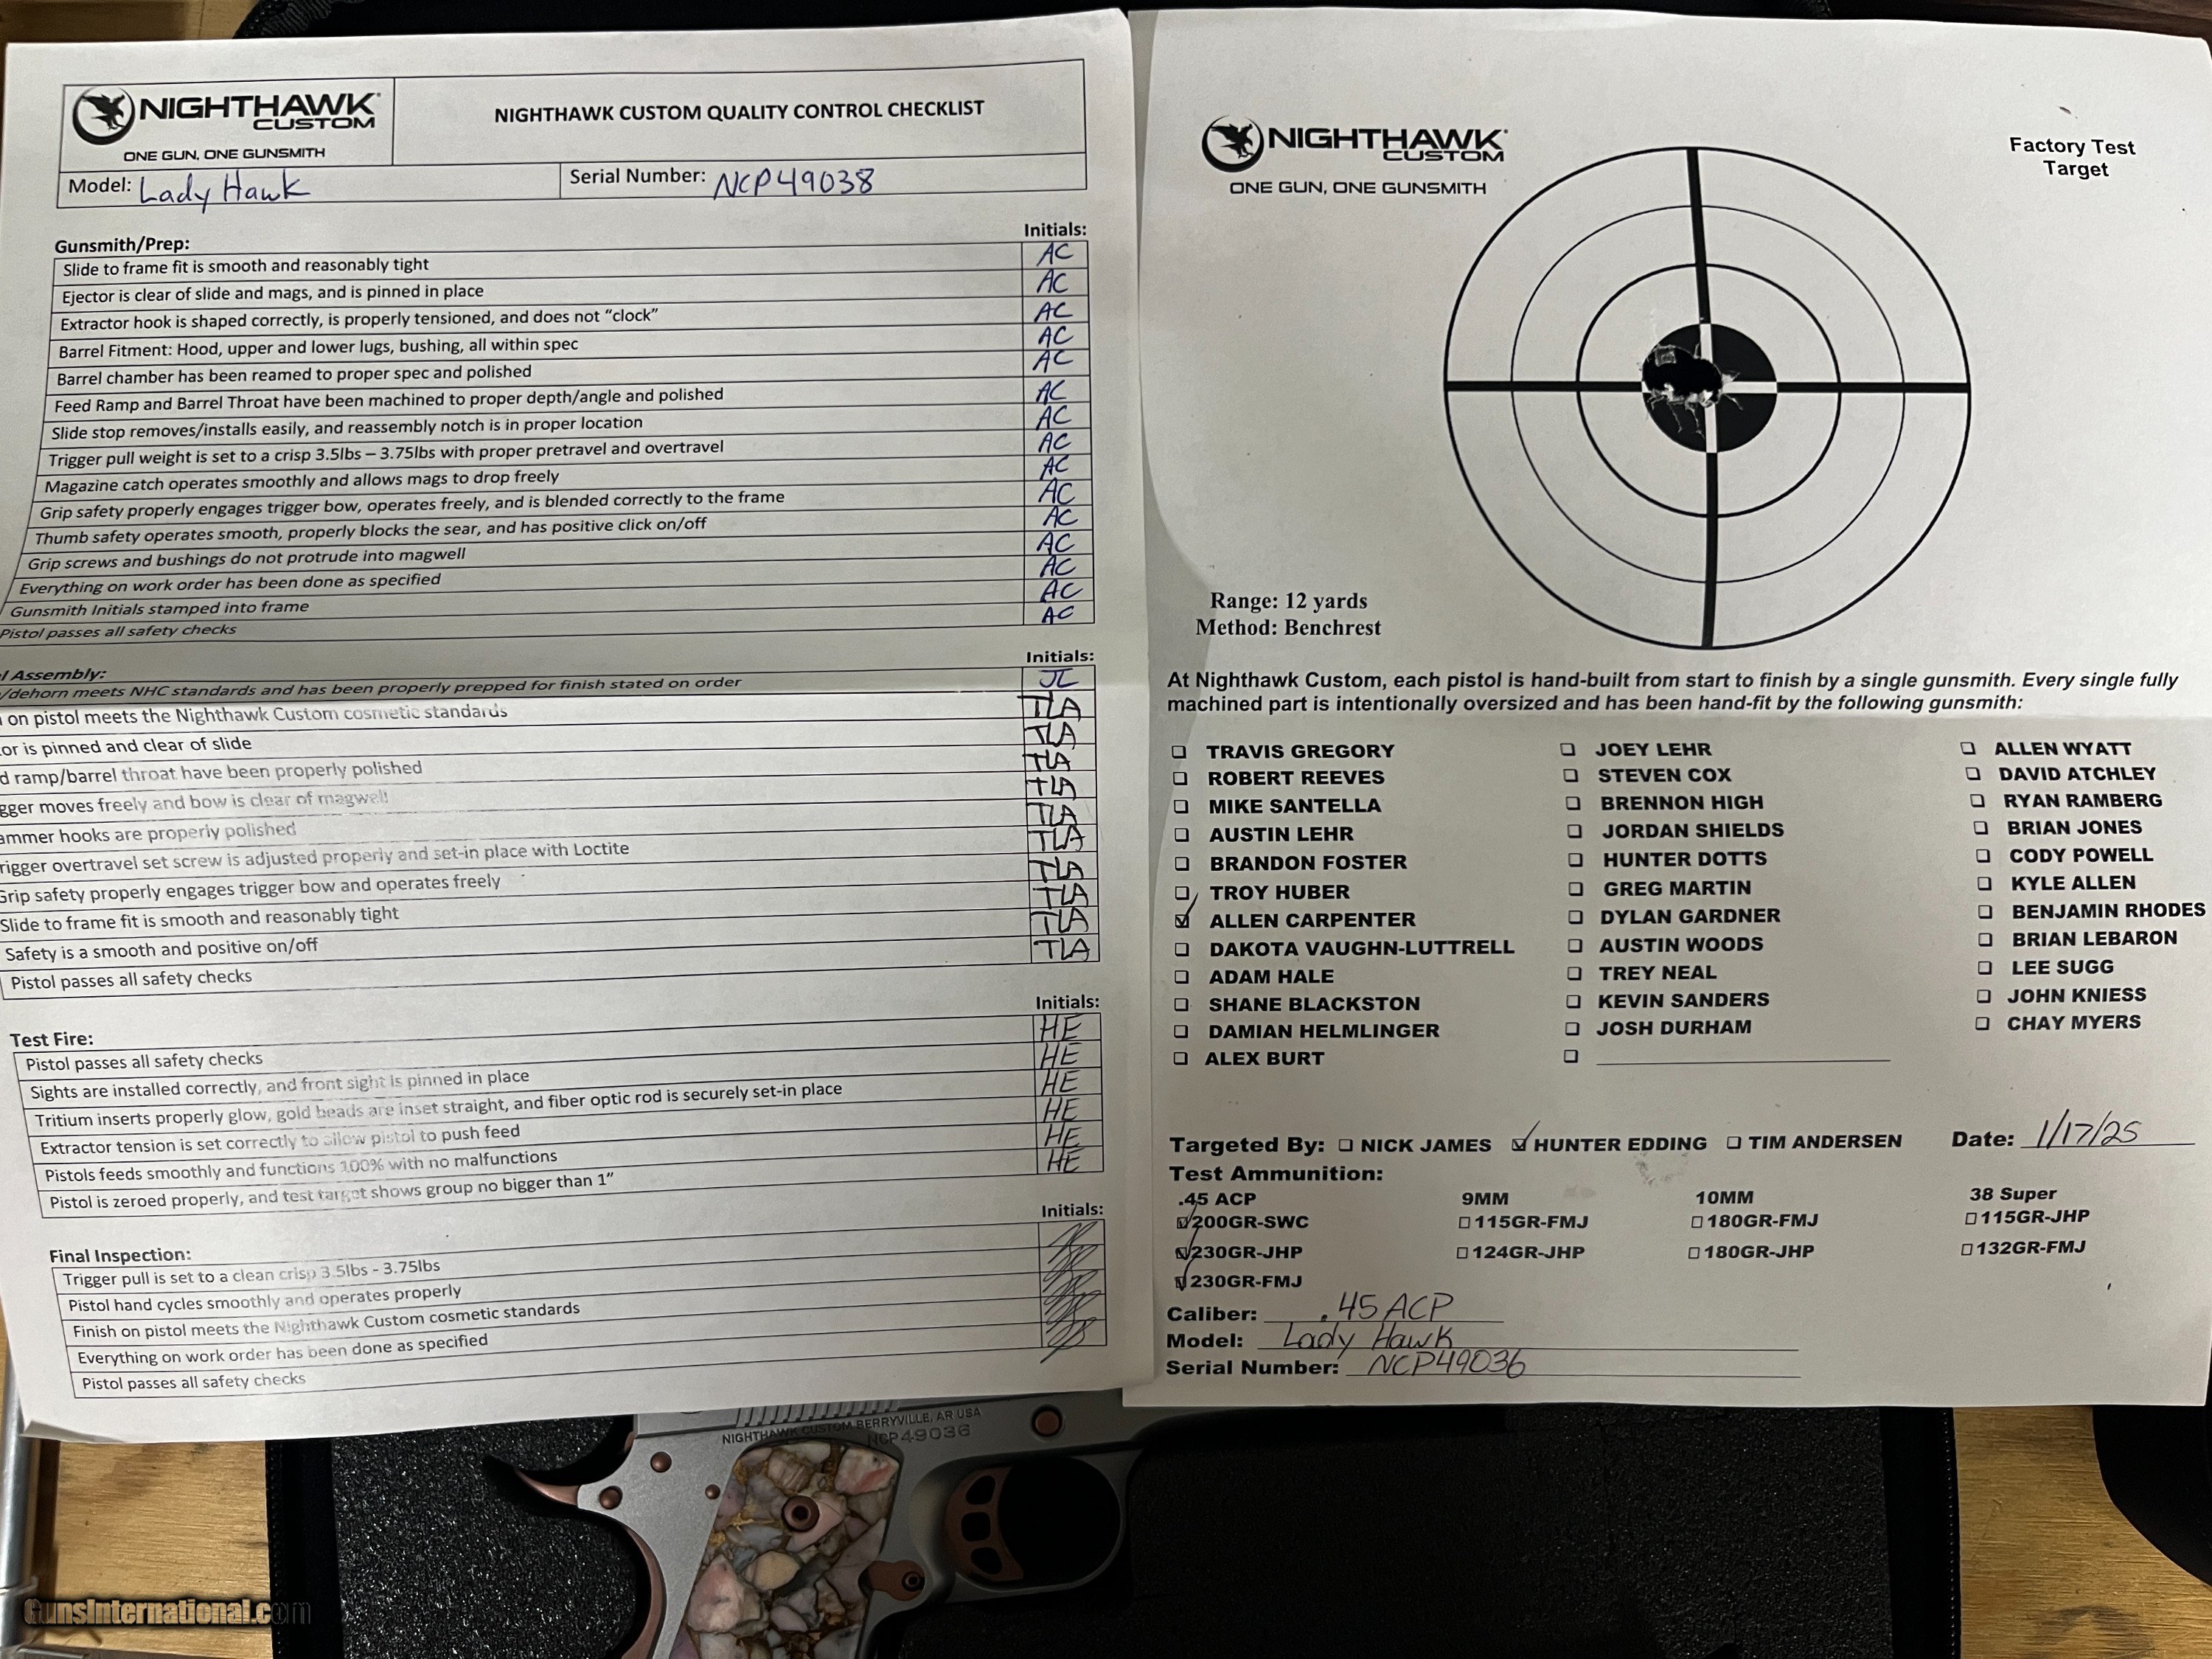 NIGHTHAWK
CUSTOM
ONE GUN, ONE GUNSMITH
NIGHTHAWK CUSTOM QUALITY CONTROL CHECKLIST
Model: Lady Hawk
Serial Number: NCP49038
Gunsmith/Prep: Initials:
Slide to frame fit is smooth and reasonably tight AC
Ejector is clear of slide and mags, and is pinned in place AC
Extractor hook is shaped correctly, is properly tensioned, and does not “clock” AC
Barrel Fitment: Hood, upper and lower lugs, bushing, all within spec AC
Barrel chamber has been reamed to proper spec and polished AC
Feed Ramp and Barrel Throat have been machined to proper depth/angle and polished AC
Slide stop removes/installs easily, and reassembly notch is in proper location AC
Trigger pull weight is set to a crisp 3.5lbs – 3.75lbs with proper pretravel and overtravel AC
Magazine catch operates smoothly and allows mags to drop freely AC
Grip safety properly engages trigger bow, operates freely, and is blended correctly to the frame AC
Thumb safety operates smooth, properly blocks the sear, and has positive click on/off AC
Grip screws and bushings do not protrude into magwell AC
Everything on work order has been done as specified AC
Gunsmith Initials stamped into frame AC
Pistol passes all safety checks AC
l Assembly: Initials:
/dehorn meets NHC standards and has been properly prepped for finish stated on order JC
on pistol meets the Nighthawk Custom cosmetic standards TLA
or is pinned and clear of slide TLA
d ramp/barrel throat have been properly polished TLA
gger moves freely and bow is clear of magwell TLA
ammer hooks are properly polished TLA
rigger overtravel set screw is adjusted properly and set-in place with Loctite TLA
Grip safety properly engages trigger bow and operates freely TLA
Slide to frame fit is smooth and reasonably tight TLA
Safety is a smooth and positive on/off TLA
Pistol passes all safety checks TLA
Test Fire: Initials:
Pistol passes all safety checks HE
Sights are installed correctly, and front sight is pinned in place HE
Tritium inserts properly glow, gold beads are inset straight, and fiber optic rod is securely set-in place HE
Extractor tension is set correctly to allow pistol to push feed HE
Pistols feeds smoothly and functions 100% with no malfunctions HE
Pistol is zeroed properly, and test target shows group no bigger than 1” HE
Final Inspection: Initials:
Trigger pull is set to a clean crisp 3.5lbs - 3.75lbs
Pistol hand cycles smoothly and operates properly
Finish on pistol meets the Nighthawk Custom cosmetic standards
Everything on work order has been done as specified
Pistol passes all safety checks
NIGHTHAWK
CUSTOM
ONE GUN, ONE GUNSMITH
Factory Test
Target
Range: 12 yards
Method: Benchrest
At Nighthawk Custom, each pistol is hand-built from start to finish by a single gunsmith. Every single fully
machined part is intentionally oversized and has been hand-fit by the following gunsmith:
TRAVIS GREGORY
ROBERT REEVES
MIKE SANTELLA
AUSTIN LEHR
BRANDON FOSTER
TROY HUBER
ALLEN CARPENTER
DAKOTA VAUGHN-LUTTRELL
ADAM HALE
SHANE BLACKSTON
DAMIAN HELMLINGER
ALEX BURT
JOEY LEHR
STEVEN COX
BRENNON HIGH
JORDAN SHIELDS
HUNTER DOTTS
GREG MARTIN
DYLAN GARDNER
AUSTIN WOODS
TREY NEAL
KEVIN SANDERS
JOSH DURHAM
ALLEN WYATT
DAVID ATCHLEY
RYAN RAMBERG
BRIAN JONES
CODY POWELL
KYLE ALLEN
BENJAMIN RHODES
BRIAN LEBARON
LEE SUGG
JOHN KNIESS
CHAY MYERS
Targeted By: NICK JAMES HUNTER EDDING TIM ANDERSEN Date: 1/17/25
Test Ammunition:
.45 ACP 9MM 10MM 38 Super
200GR-SWC 115GR-FMJ 180GR-FMJ 115GR-JHP
230GR-JHP 124GR-JHP 180GR-JHP 132GR-FMJ
230GR-FMJ
Caliber: .45 ACP
Model: Lady Hawk
Serial Number: NCP49036
NIGHTHAWK CUSTOM BERRYVILLE, AR USA
NCP49036
GunsInternational.com